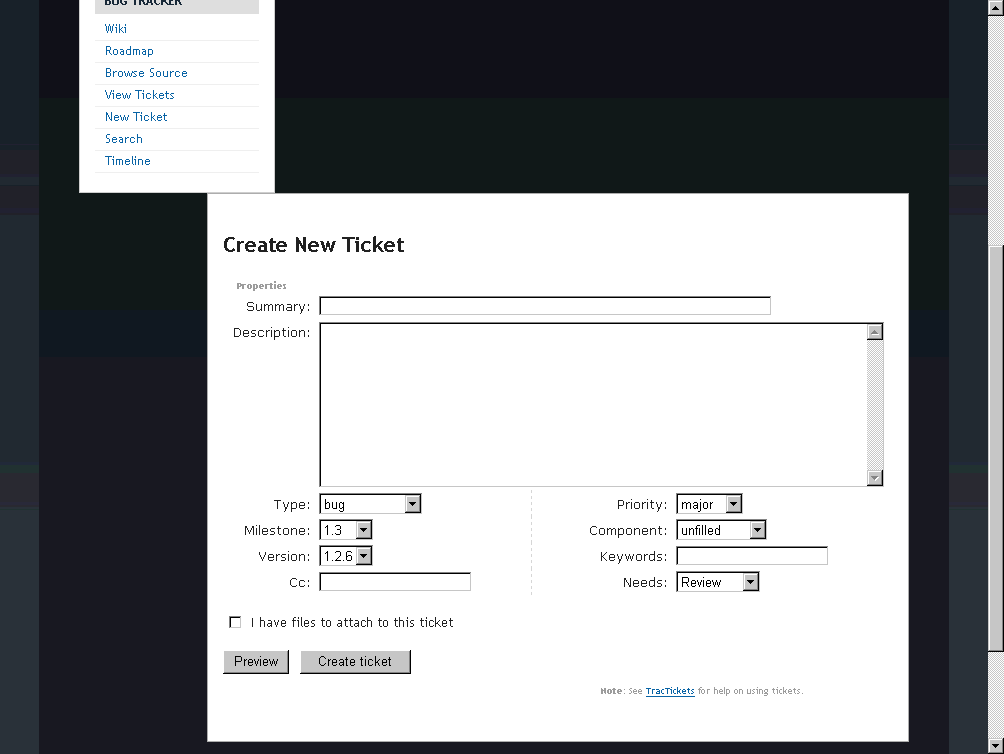 BUG TRACKER
Wiki
Roadmap
Browse Source
View Tickets
New Ticket
Search
Timeline
Create New Ticket
Properties
Summary:
Description:
Type: bug Priority: major
Milestone: 1.3 Component: unfilled
Version: 1.2.6 Keywords:
Cc: Needs: Review
I have files to attach to this ticket
Preview Create ticket
Note: See TracTickets for help on using tickets.